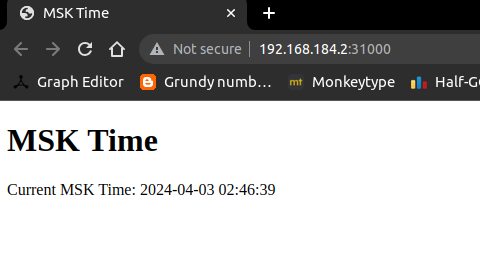 MSK Time
Not secure 192.168.184.2:31000
Graph Editor Grundy numb… mt Monkeytype Half-G
MSK Time
Current MSK Time: 2024-04-03 02:46:39